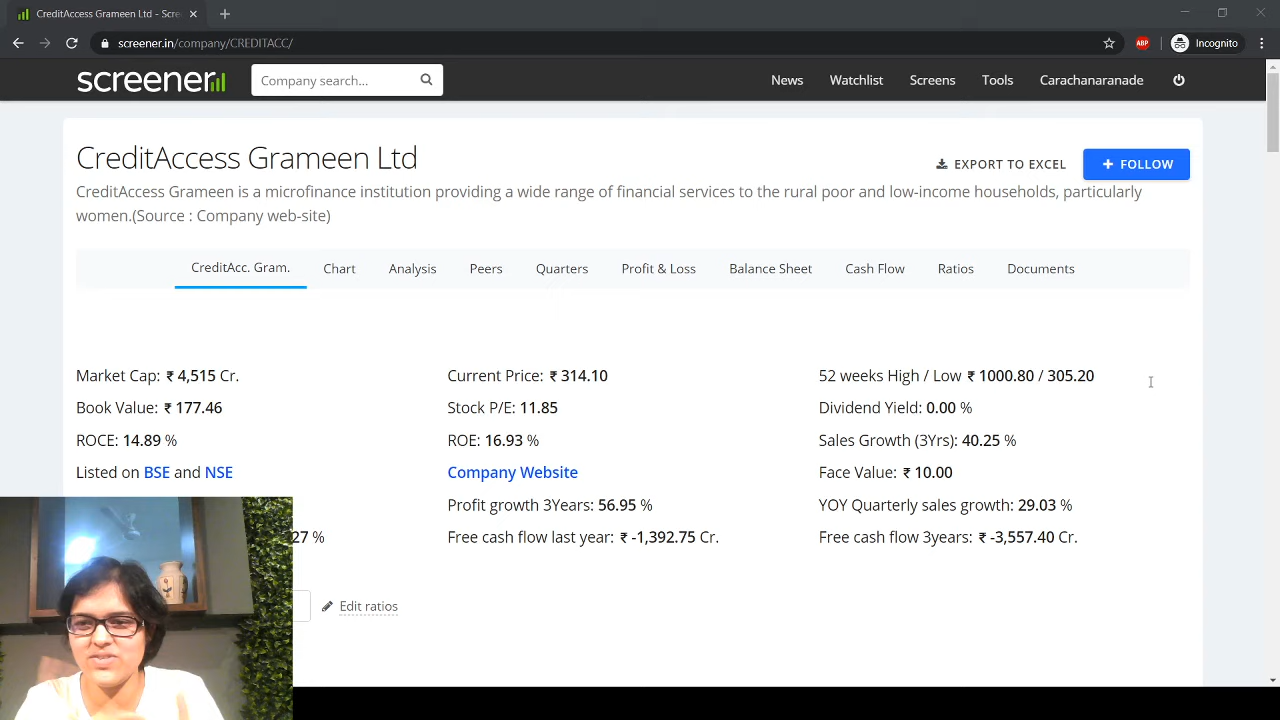 CreditAccess Grameen Ltd - Scre
screener.in/company/CREDITACC/
ABP
Incognito
screener
Company search...
News Watchlist Screens Tools Carachanaranade
CreditAccess Grameen Ltd
EXPORT TO EXCEL
+ FOLLOW
CreditAccess Grameen is a microfinance institution providing a wide range of financial services to the rural poor and low-income households, particularly
women.(Source : Company web-site)
CreditAcc. Gram. Chart Analysis Peers Quarters Profit & Loss Balance Sheet Cash Flow Ratios Documents
Market Cap: ₹ 4,515 Cr. Current Price: ₹ 314.10 52 weeks High / Low ₹ 1000.80 / 305.20
Book Value: ₹ 177.46 Stock P/E: 11.85 Dividend Yield: 0.00 %
ROCE: 14.89 % ROE: 16.93 % Sales Growth (3Yrs): 40.25 %
Listed on BSE and NSE Company Website Face Value: ₹ 10.00
Profit growth 3Years: 56.95 % YOY Quarterly sales growth: 29.03 %
27 % Free cash flow last year: ₹ -1,392.75 Cr. Free cash flow 3years: ₹ -3,557.40 Cr.
Edit ratios